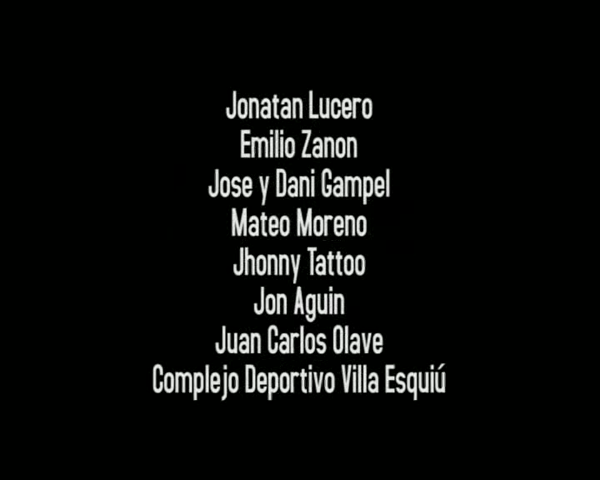 Jonatan Lucero
Emilio Zanon
Jose y Dani Gampel
Mateo Moreno
Jhonny Tattoo
Jon Aguin
Juan Carlos Olave
Complejo Deportivo Villa Esquiú